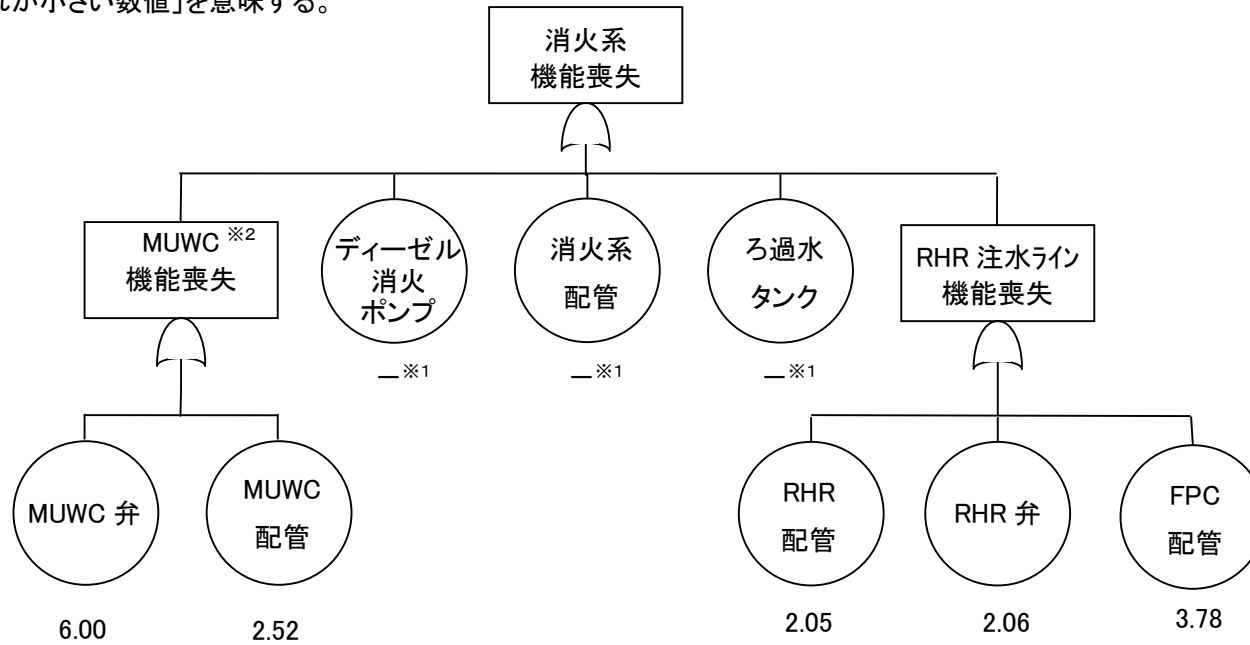 れか小さい数値」を意味する。
消火系
機能喪失
MUWC ※2
機能喪失
ディーゼル
消火
ポンプ
消火系
配管
ろ過水
タンク
RHR 注水ライン
機能喪失
―※1
―※1
―※1
MUWC 弁
MUWC
配管
RHR
配管
RHR 弁
FPC
配管
6.00
2.52
2.05
2.06
3.78